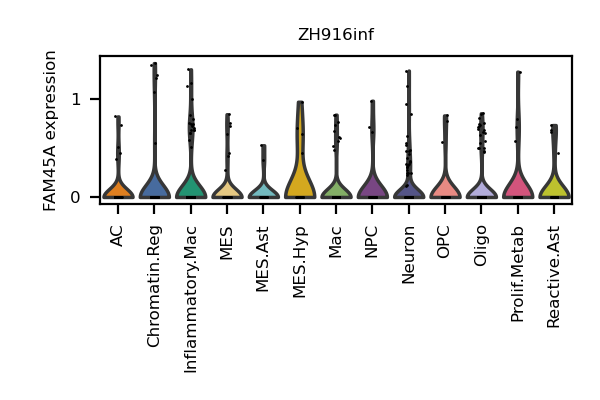 ZH916inf
FAM45A expression
1
0
AC
Chromatin.Reg
Inflammatory.Mac
MES
MES.Ast
MES.Hyp
Mac
NPC
Neuron
OPC
Oligo
Prolif.Metab
Reactive.Ast